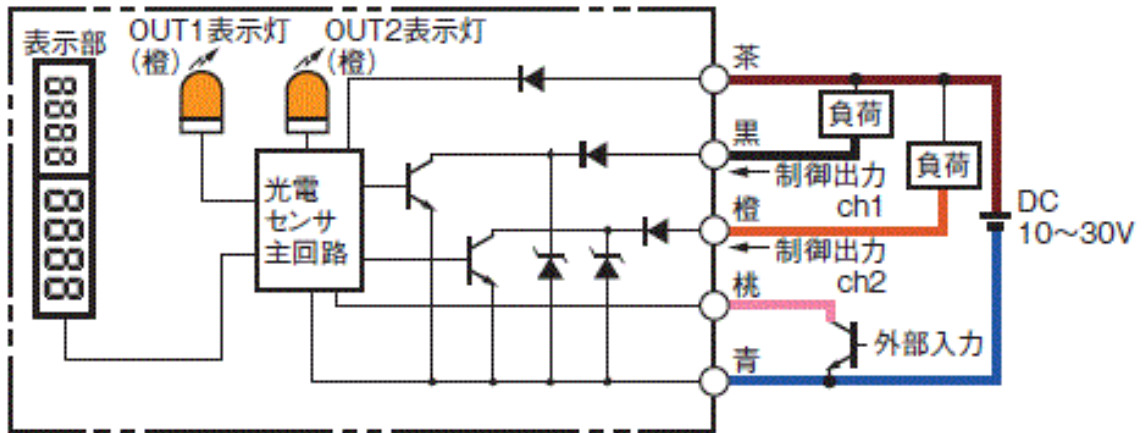 表示部
OUT1表示灯
(橙)
OUT2表示灯
(橙)
光電
センサ
主回路
茶
負荷
黒
制御出力
ch1
負荷
橙
制御出力
ch2
DC
10～30V
桃
外部入力
青
8888
8888